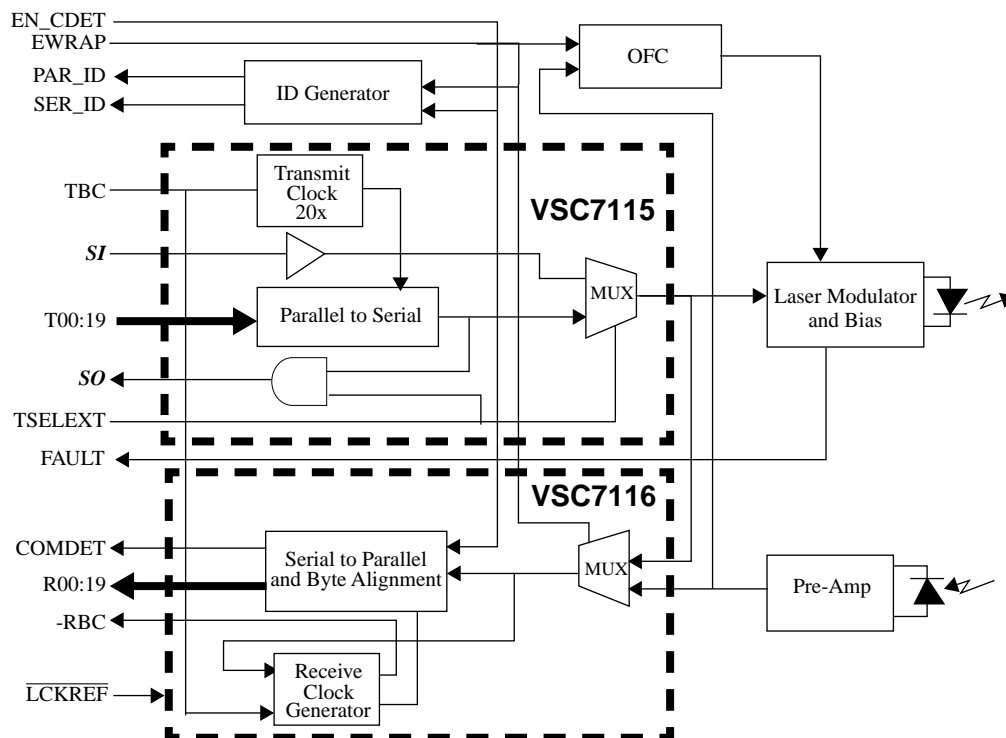 EN_CDET
EWRAP
OFC
PAR_ID
SER_ID
ID Generator
TBC
Transmit
Clock
20x
VSC7115
SI
MUX
Laser Modulator
and Bias
T00:19
Parallel to Serial
SO
TSELEXT
FAULT
VSC7116
COMDET
Serial to Parallel
and Byte Alignment
MUX
R00:19
Pre-Amp
-RBC
Receive
Clock
Generator
LCKREF